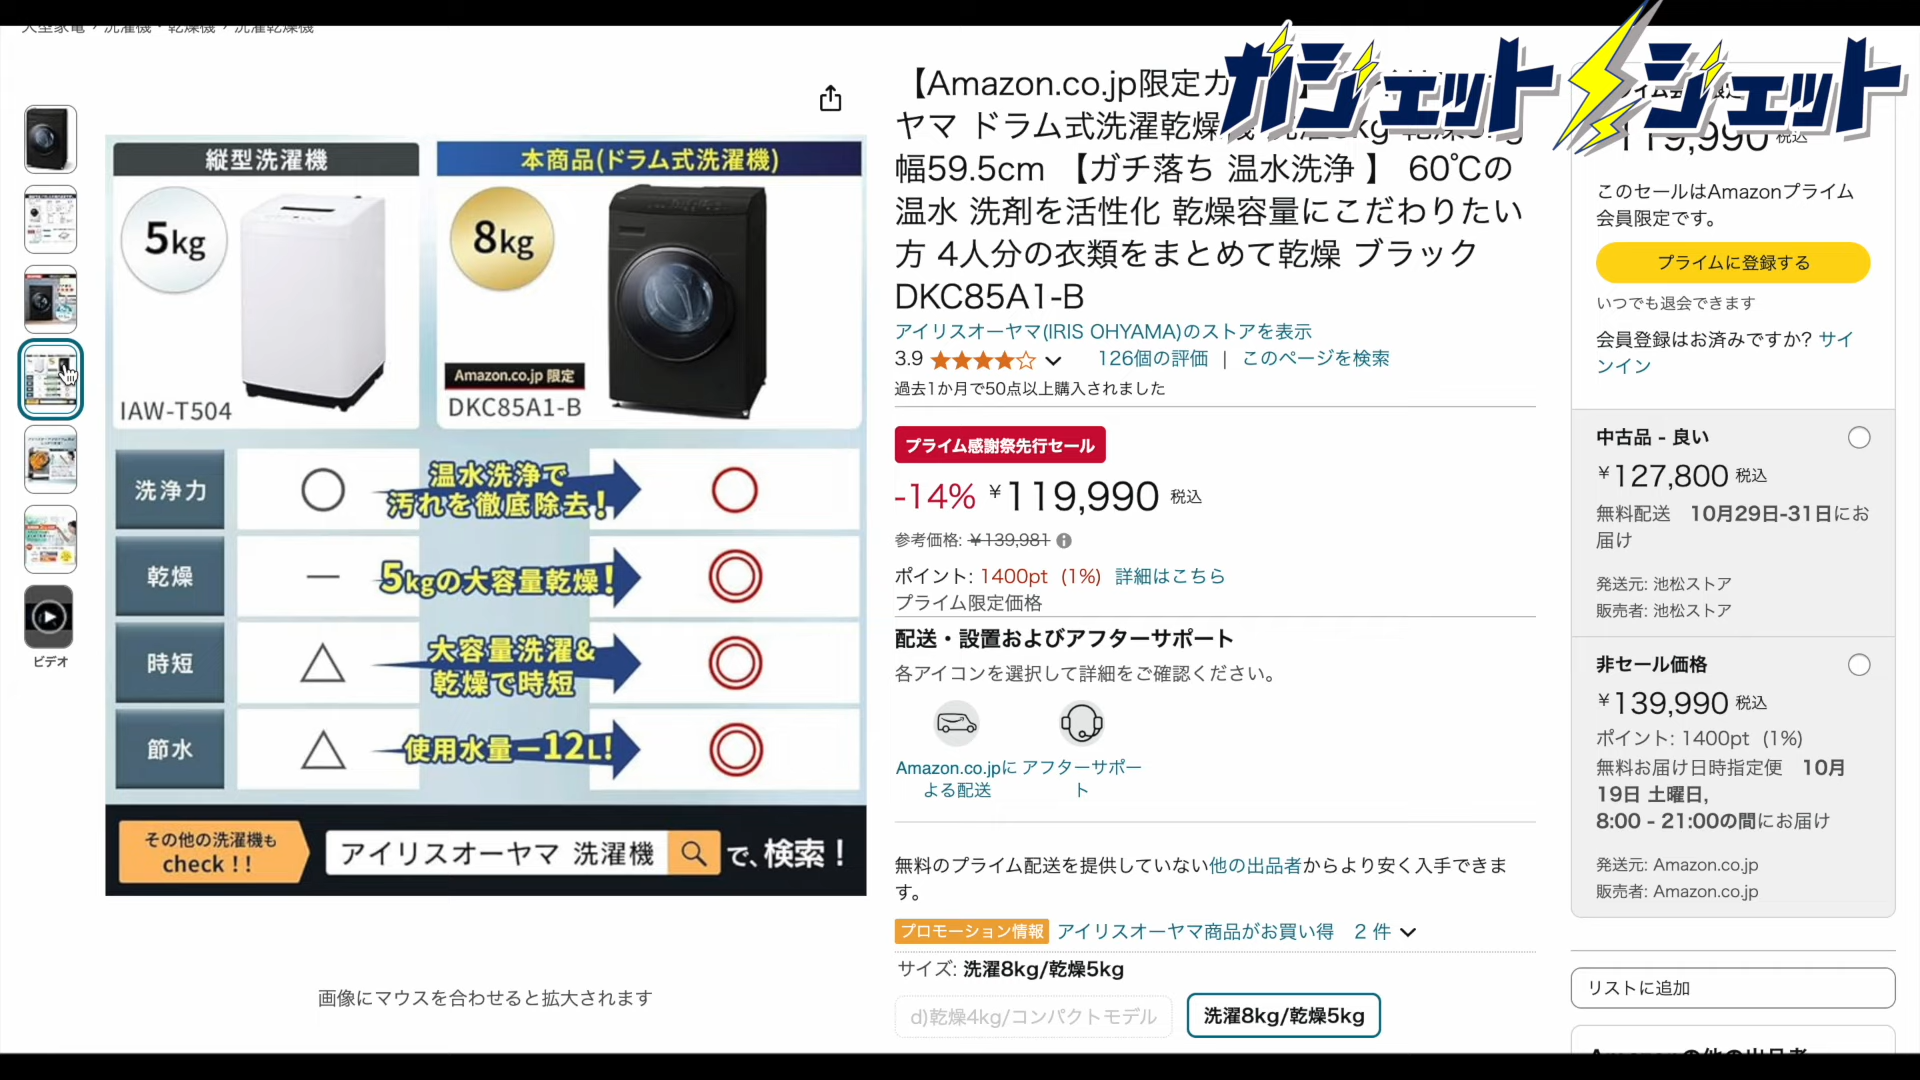 大型家電 › 洗濯機・乾燥機 › 洗濯乾燥機
ガジェットジェット
縦型洗濯機
本商品(ドラム式洗濯機)
5kg
8kg
IAW-T504
Amazon.co.jp 限定
DKC85A1-B
洗浄力
温水洗浄で
汚れを徹底除去!
乾燥
5kgの大容量乾燥!
時短
大容量洗濯&
乾燥で時短
節水
使用水量－12L!
その他の洗濯機も
check!!
アイリスオーヤマ 洗濯機
で、検索!
画像にマウスを合わせると拡大されます
ビデオ
【Amazon.co.jp限定
ヤマ ドラム式洗濯乾燥
幅59.5cm 【ガチ落ち 温水洗浄 】 60℃の
温水 洗剤を活性化 乾燥容量にこだわりたい
方 4人分の衣類をまとめて乾燥 ブラック
DKC85A1-B
アイリスオーヤマ(IRIS OHYAMA)のストアを表示
3.9 ★★★★☆ 126個の評価 | このページを検索
過去1か月で50点以上購入されました
プライム感謝祭先行セール
-14% ¥119,990 税込
参考価格: ¥139,981
ポイント: 1400pt (1%) 詳細はこちら
プライム限定価格
配送・設置およびアフターサポート
各アイコンを選択して詳細をご確認ください。
Amazon.co.jpに
よる配送
アフターサポー
ト
無料のプライム配送を提供していない他の出品者からより安く入手できま
す。
プロモーション情報 アイリスオーヤマ商品がお買い得 2 件
サイズ: 洗濯8kg/乾燥5kg
d)乾燥4kg/コンパクトモデル
洗濯8kg/乾燥5kg
119,990 税込
このセールはAmazonプライム
会員限定です。
プライムに登録する
いつでも退会できます
会員登録はお済みですか? サイ
ンイン
中古品 - 良い
¥127,800 税込
無料配送 10月29日-31日にお
届け
発送元: 池松ストア
販売者: 池松ストア
非セール価格
¥139,990 税込
ポイント: 1400pt (1%)
無料お届け日時指定便 10月
19日 土曜日,
8:00 - 21:00の間にお届け
発送元: Amazon.co.jp
販売者: Amazon.co.jp
リストに追加
Amazonの他の出品者